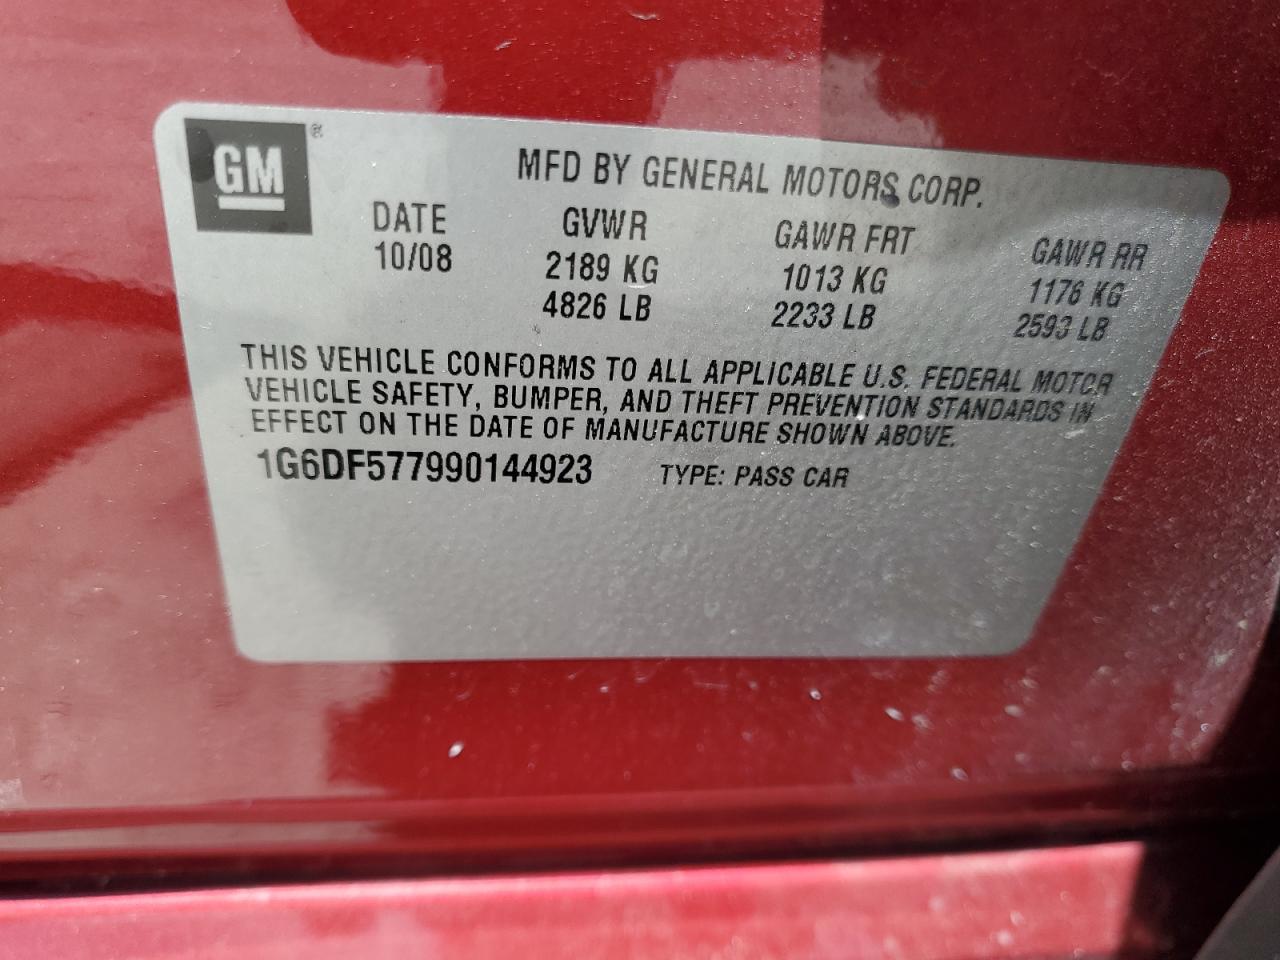 GM ®
MFD BY GENERAL MOTORS CORP.
DATE GVWR GAWR FRT GAWR RR
10/08 2189 KG 1013 KG 1176 KG
4826 LB 2233 LB 2593 LB
THIS VEHICLE CONFORMS TO ALL APPLICABLE U.S. FEDERAL MOTOR
VEHICLE SAFETY, BUMPER, AND THEFT PREVENTION STANDARDS IN
EFFECT ON THE DATE OF MANUFACTURE SHOWN ABOVE.
1G6DF577990144923 TYPE: PASS CAR